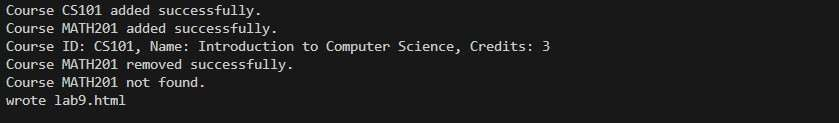 Course CS101 added successfully.
Course MATH201 added successfully.
Course ID: CS101, Name: Introduction to Computer Science, Credits: 3
Course MATH201 removed successfully.
Course MATH201 not found.
wrote lab9.html